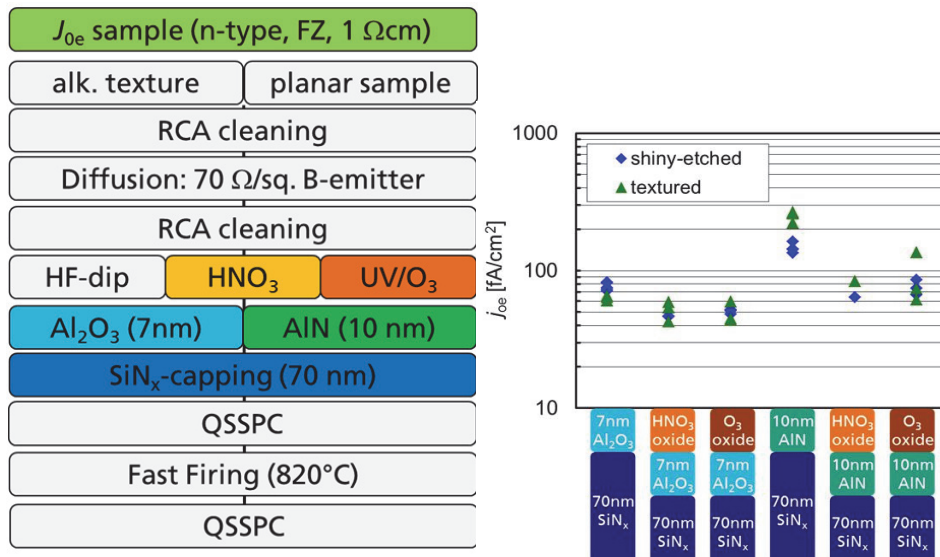 J0e sample (n-type, FZ, 1 Ωcm)
alk. texture
planar sample
RCA cleaning
Diffusion: 70 Ω/sq. B-emitter
RCA cleaning
HF-dip
HNO3
UV/O3
Al2O3 (7nm)
AlN (10 nm)
SiNx-capping (70 nm)
QSSPC
Fast Firing (820°C)
QSSPC
1000
100
10
joe [fA/cm²]
shiny-etched
textured
7nm
Al2O3
70nm
SiNx
HNO3
oxide
7nm
Al2O3
70nm
SiNx
O3
oxide
7nm
Al2O3
70nm
SiNx
10nm
AlN
70nm
SiNx
HNO3
oxide
10nm
AlN
70nm
SiNx
O3
oxide
10nm
AlN
70nm
SiNx